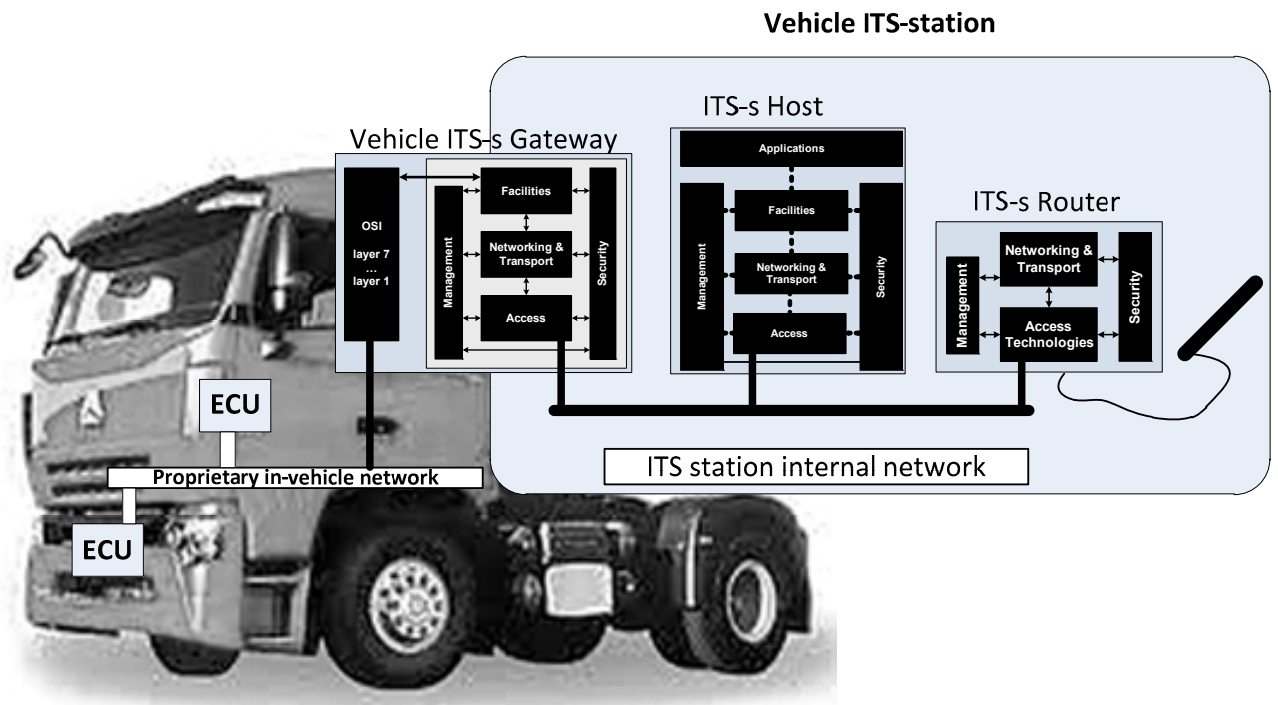 Vehicle ITS-station
Vehicle ITS-s Gateway
OSI
layer 7
...
layer 1
Management
Facilities
Networking &
Transport
Access
Security
ITS-s Host
Applications
Management
Facilities
Networking &
Transport
Access
Security
ITS-s Router
Management
Networking &
Transport
Access
Technologies
Security
ECU
Proprietary in-vehicle network
ECU
ITS station internal network